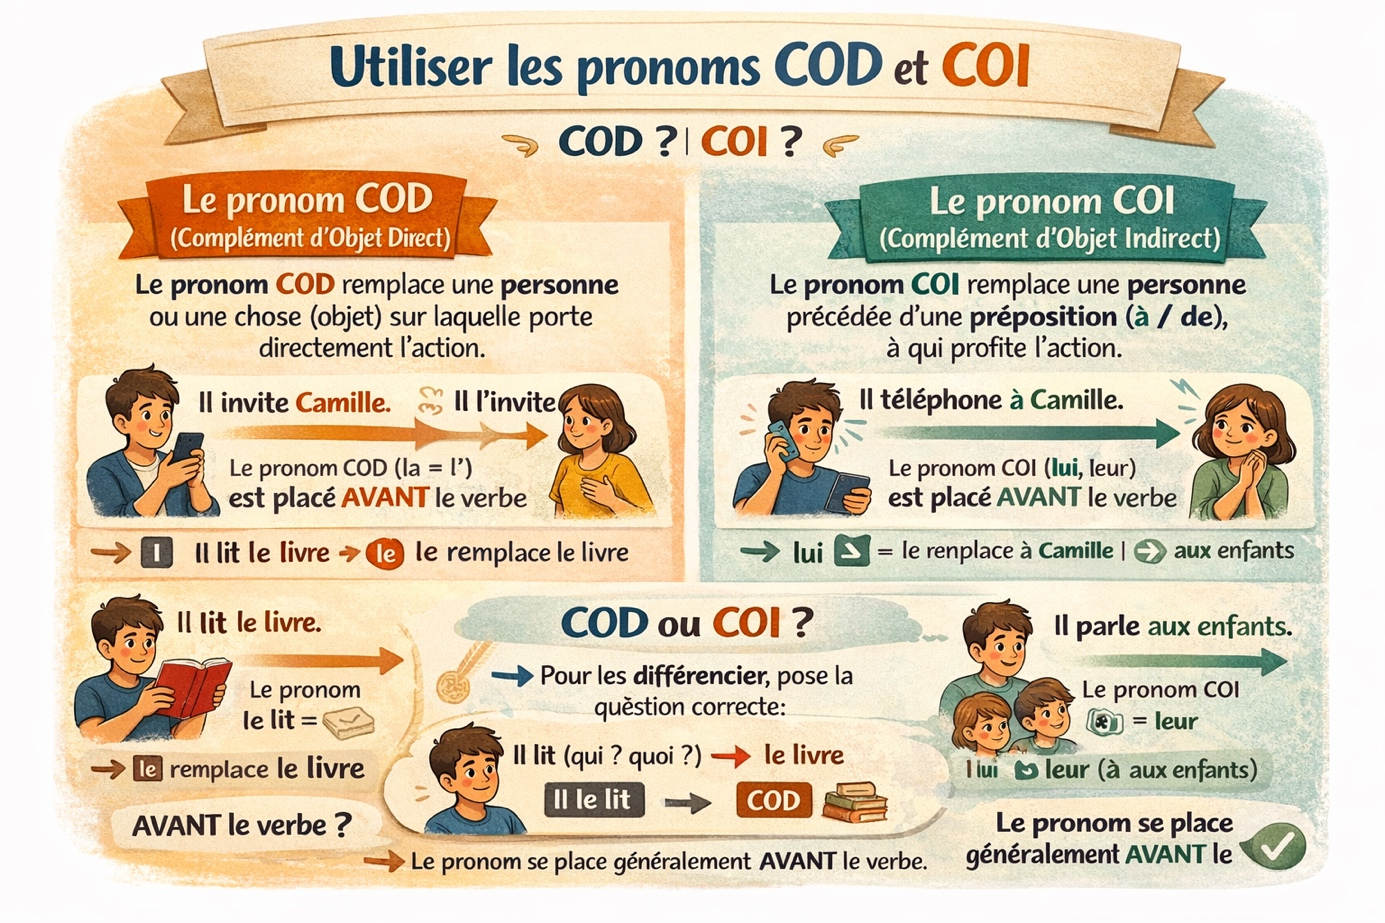 Utiliser les pronoms COD et COI
COD ? | COI ?
Le pronom COD
(Complément d'Objet Direct)
Le pronom COD remplace une personne
ou une chose (objet) sur laquelle porte
directement l'action.
Il invite Camille.
Il l'invite
Le pronom COD (la = l')
est placé AVANT le verbe
l Il lit le livre le le remplace le livre
Le pronom COI
(Complément d'Objet Indirect)
Le pronom COI remplace une personne
précédée d'une préposition (à / de),
à qui profite l'action.
Il téléphone à Camille.
Le pronom COI (lui, leur)
est placé AVANT le verbe
lui = le renplace à Camille | aux enfants
Il lit le livre.
Le pronom
le lit =
le remplace le livre
AVANT le verbe ?
COD ou COI ?
Pour les différencier, pose la
quěstion correcte:
Il lit (qui ? quoi ?) le livre
Il le lit COD
Le pronom se place généralement AVANT le verbe.
Il parle aux enfants.
Le pronom COI
= leur
l lui leur (à aux enfants)
Le pronom se place
généralement AVANT le